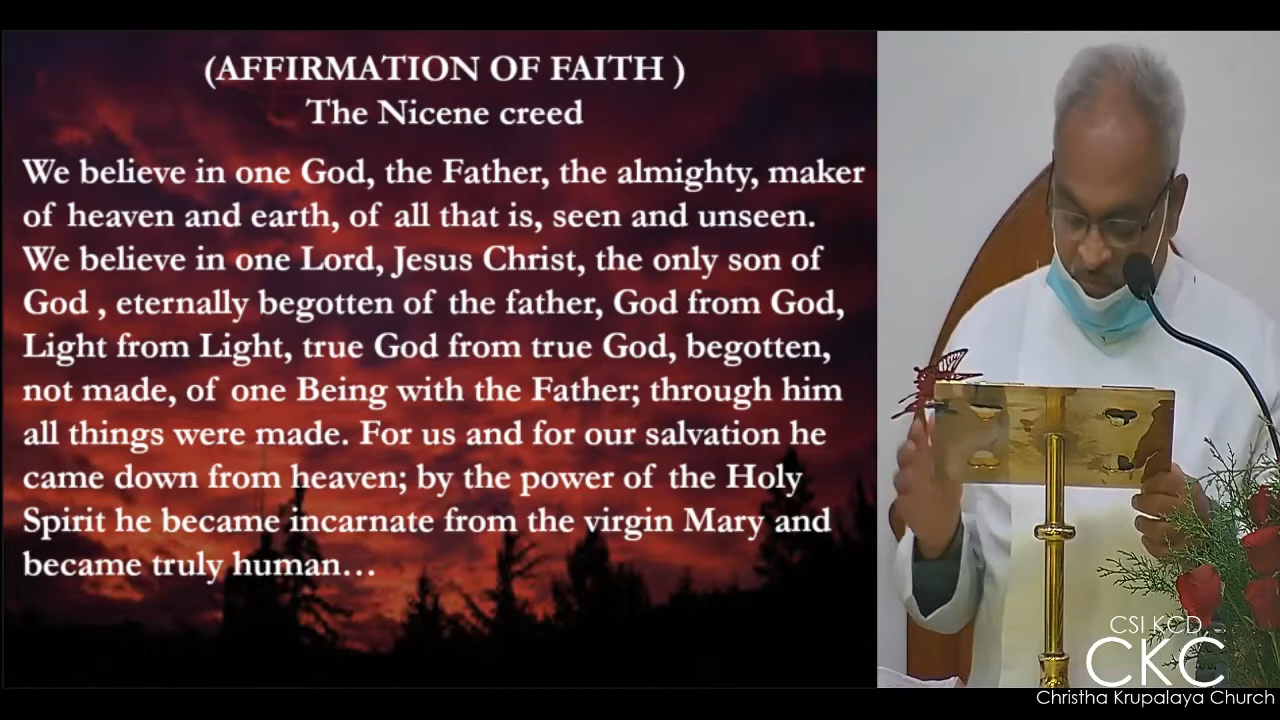 (AFFIRMATION OF FAITH )
The Nicene creed
We believe in one God, the Father, the almighty, maker
of heaven and earth, of all that is, seen and unseen.
We believe in one Lord, Jesus Christ, the only son of
God , eternally begotten of the father, God from God,
Light from Light, true God from true God, begotten,
not made, of one Being with the Father; through him
all things were made. For us and for our salvation he
came down from heaven; by the power of the Holy
Spirit he became incarnate from the virgin Mary and
became truly human…
CSI KCD,
CKC
Christha Krupalaya Church